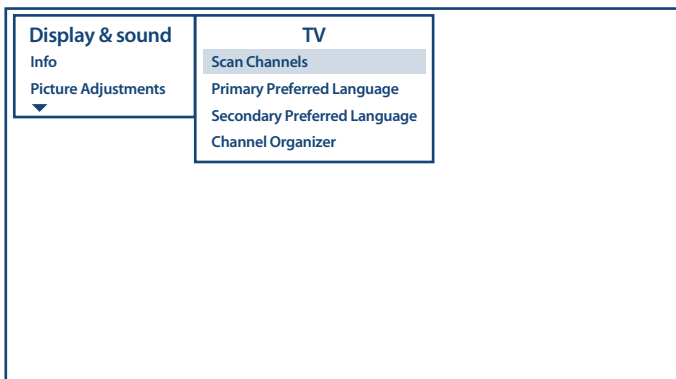 Display & sound
Info
Picture Adjustments
TV
Scan Channels
Primary Preferred Language
Secondary Preferred Language
Channel Organizer